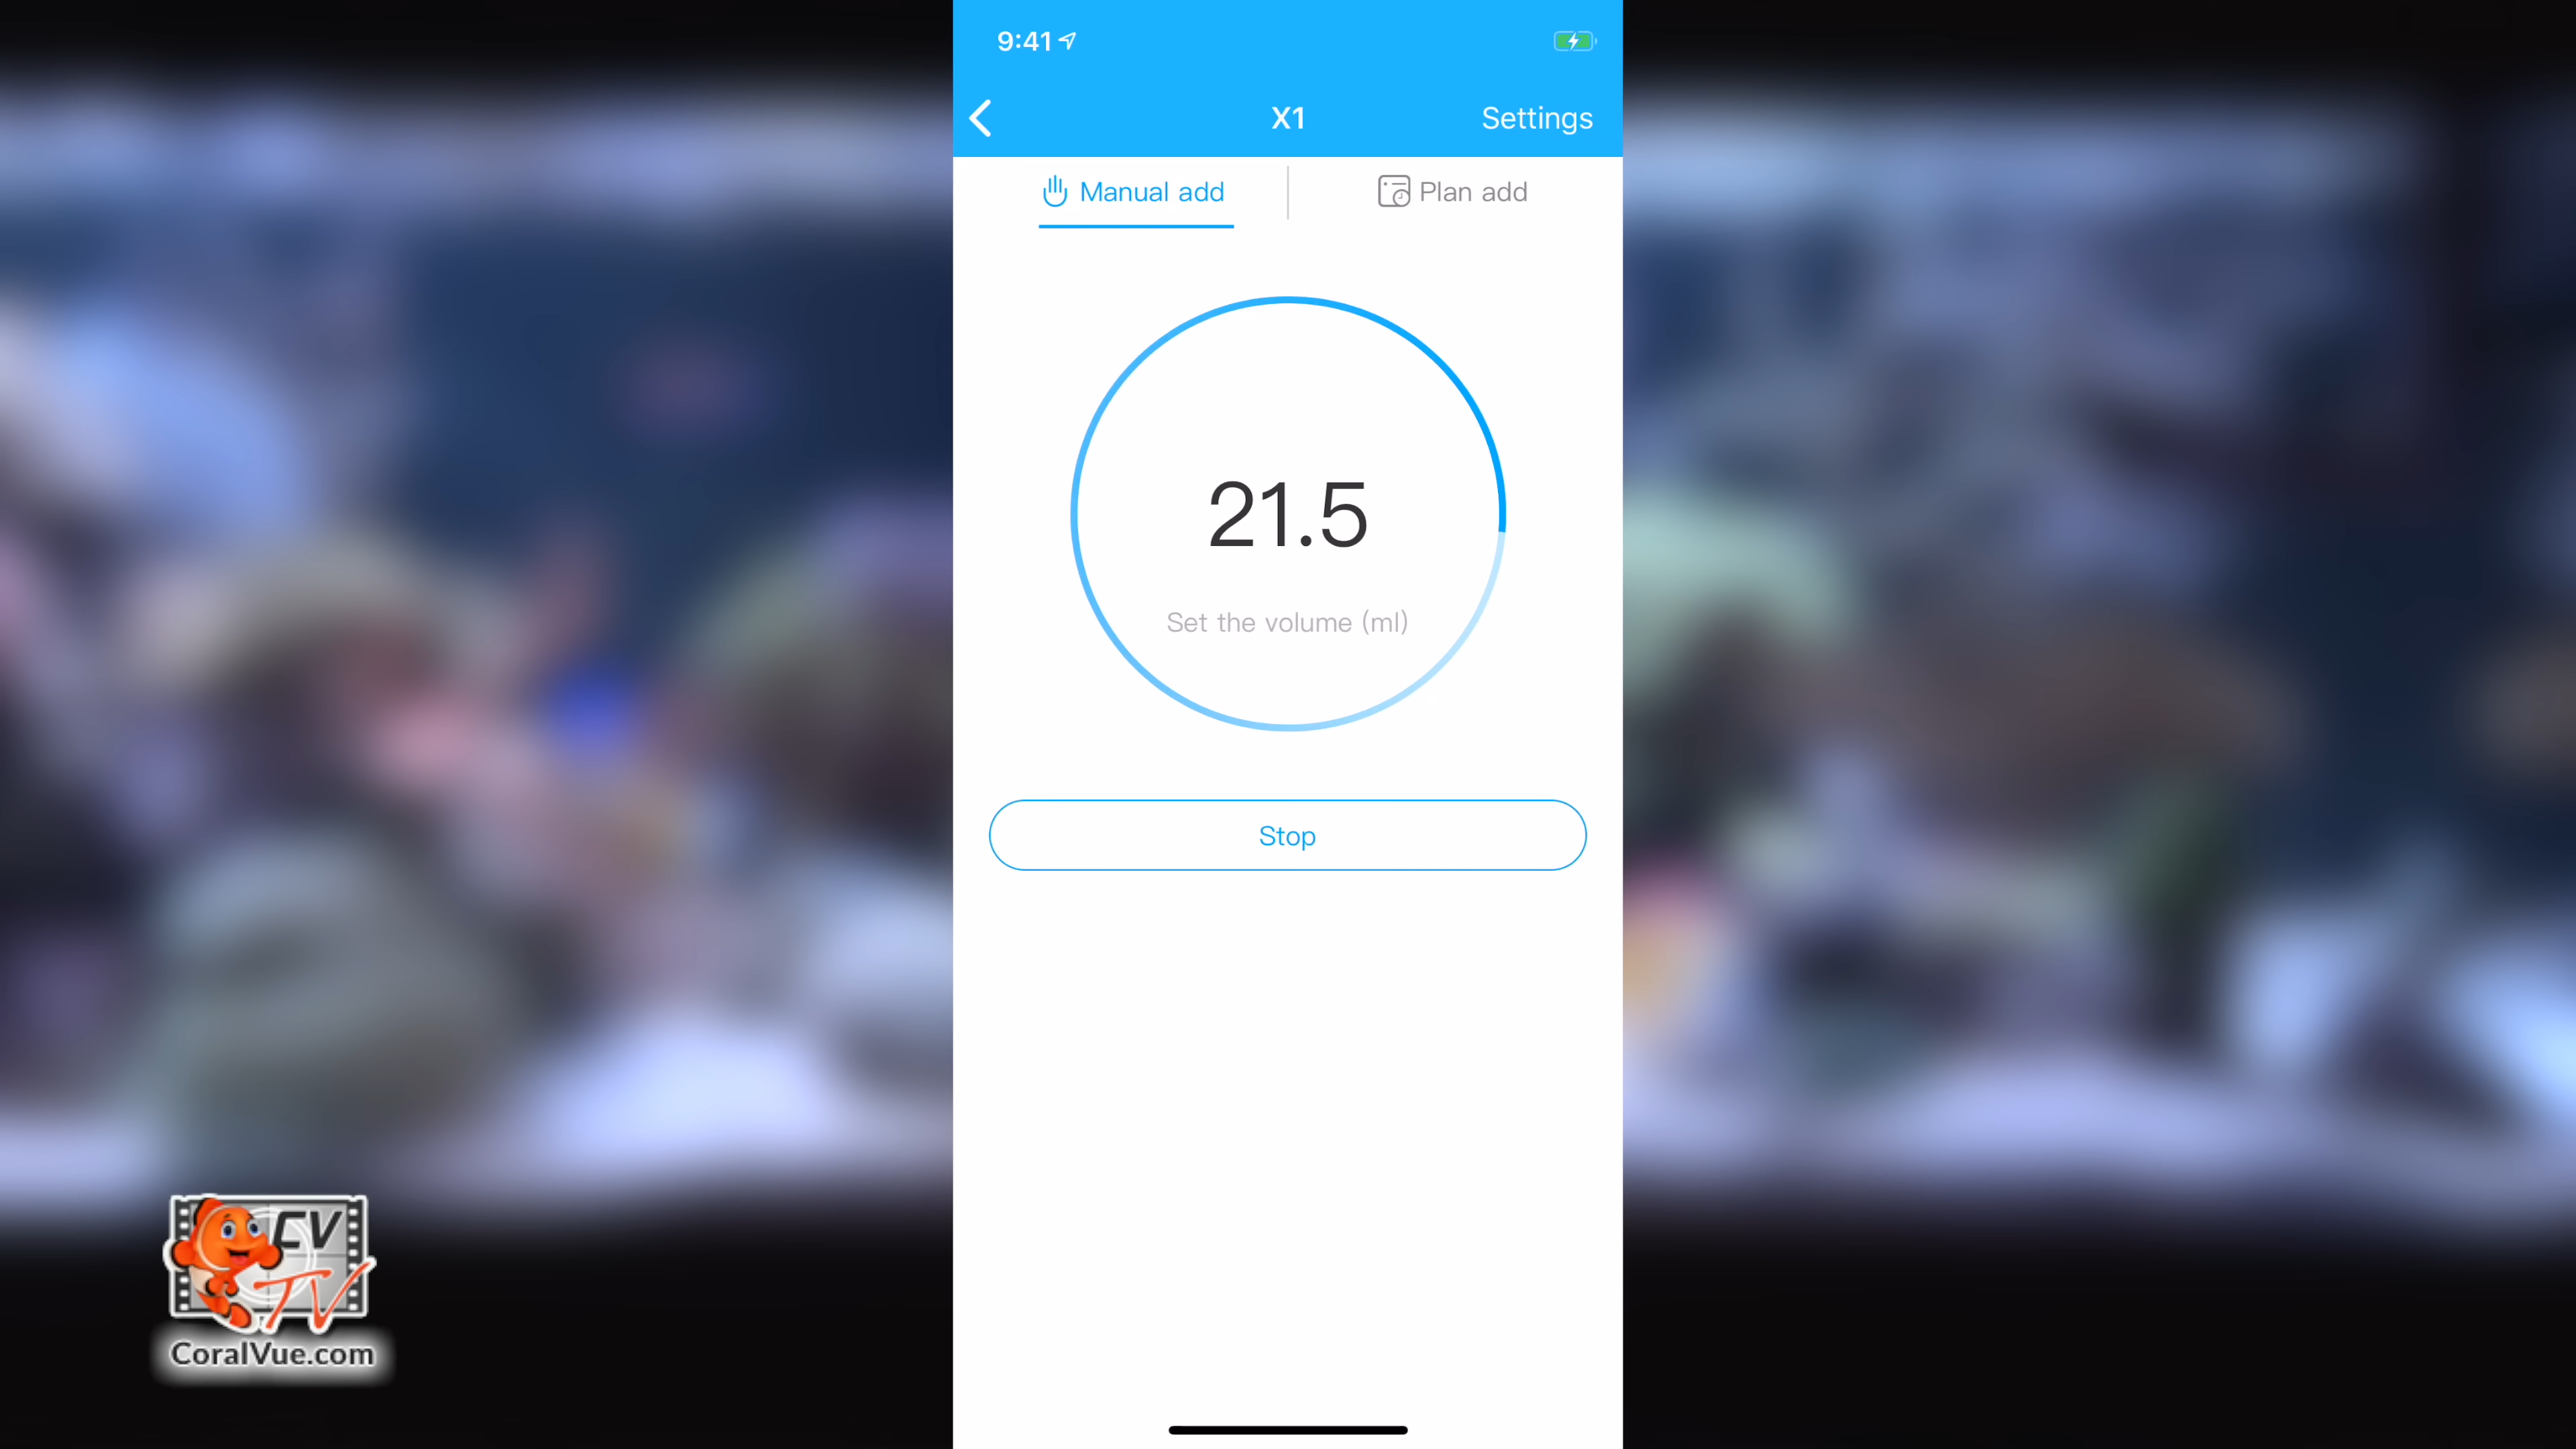 9:41
X1
Settings
Manual add
Plan add
21.5
Set the volume (ml)
Stop
CV
TV
CoralVue.com